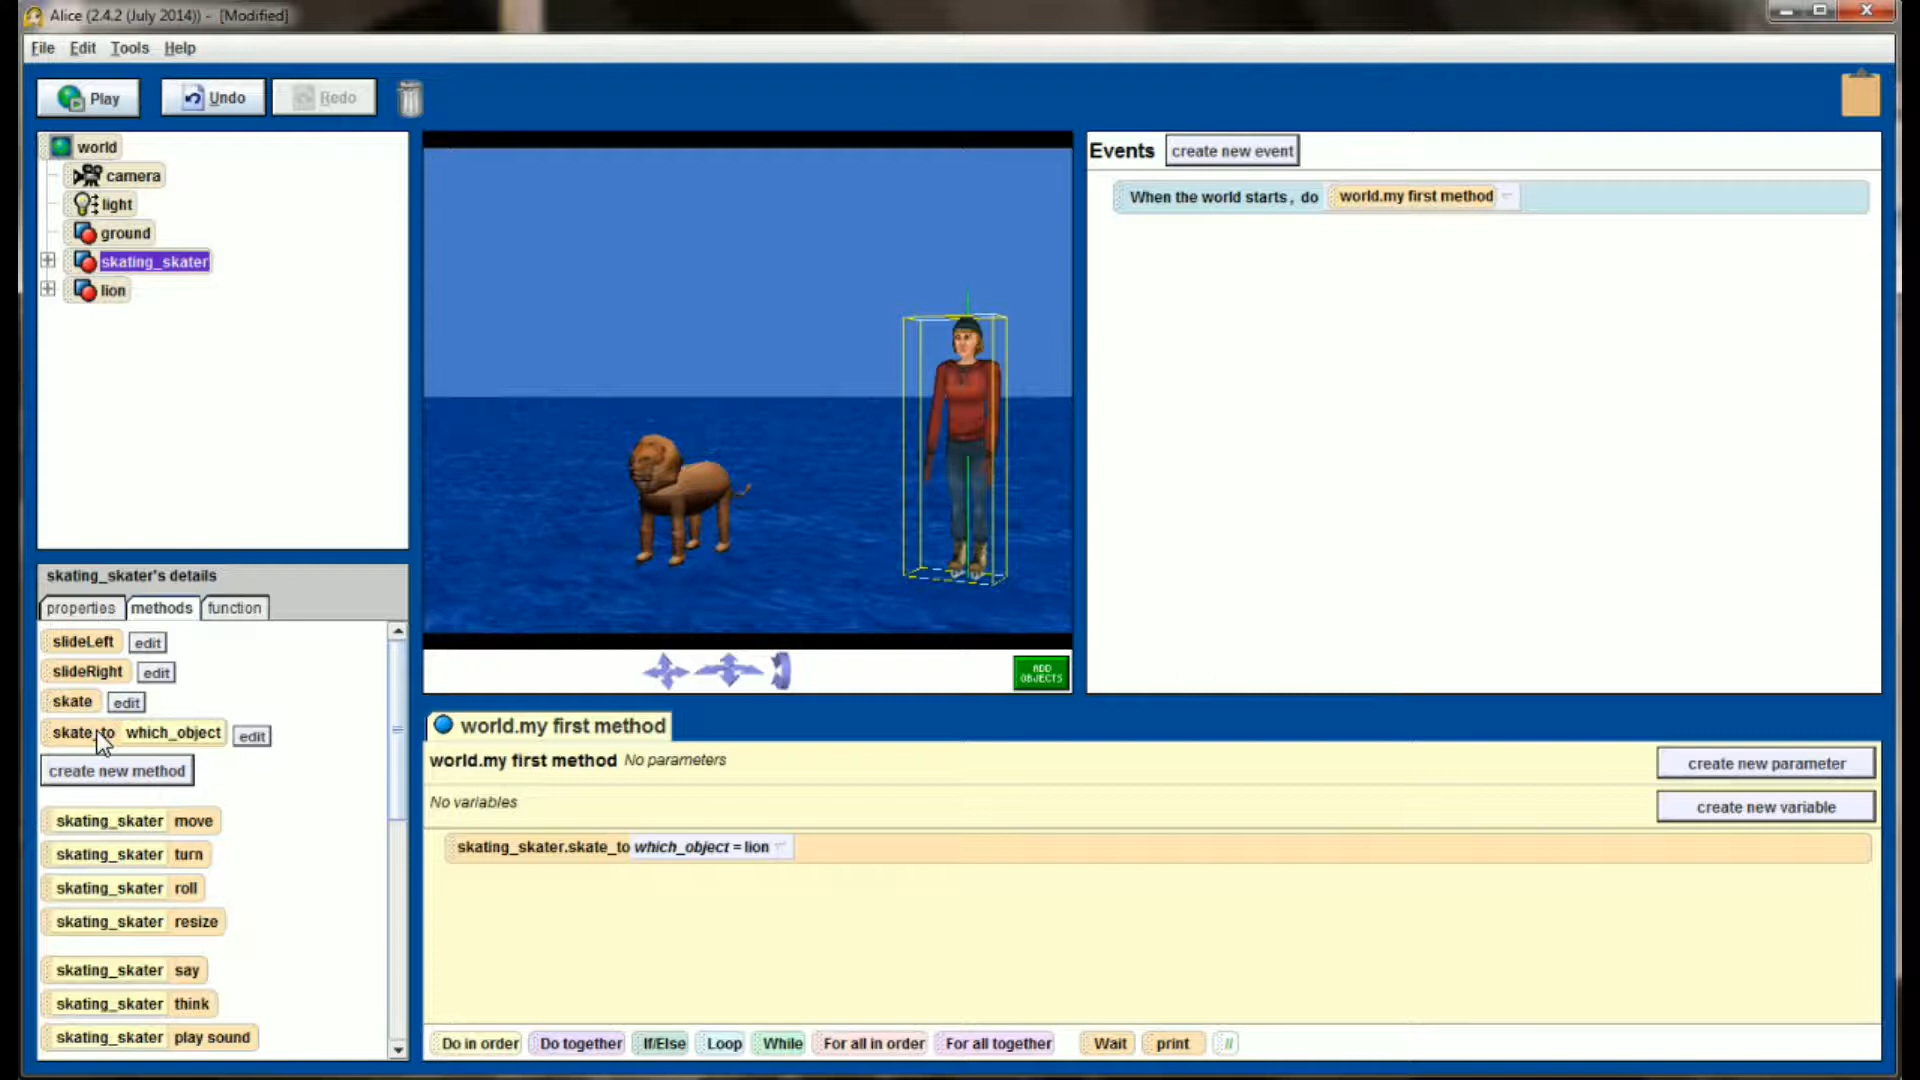 Alice (2.4.2 (July 2014)) - [Modified]
File Edit Tools Help
Play
Undo
Redo
world
camera
light
ground
skating_skater
lion
Events
create new event
When the world starts, do world.my first method
skating_skater's details
properties methods function
slideLeft edit
slideRight edit
skate edit
skate_to which_object edit
create new method
skating_skater move
skating_skater turn
skating_skater roll
skating_skater resize
skating_skater say
skating_skater think
skating_skater play sound
ADD
OBJECTS
world.my first method
world.my first method No parameters
create new parameter
No variables
create new variable
skating_skater.skate_to which_object = lion
Do in order Do together If/Else Loop While For all in order For all together Wait print //